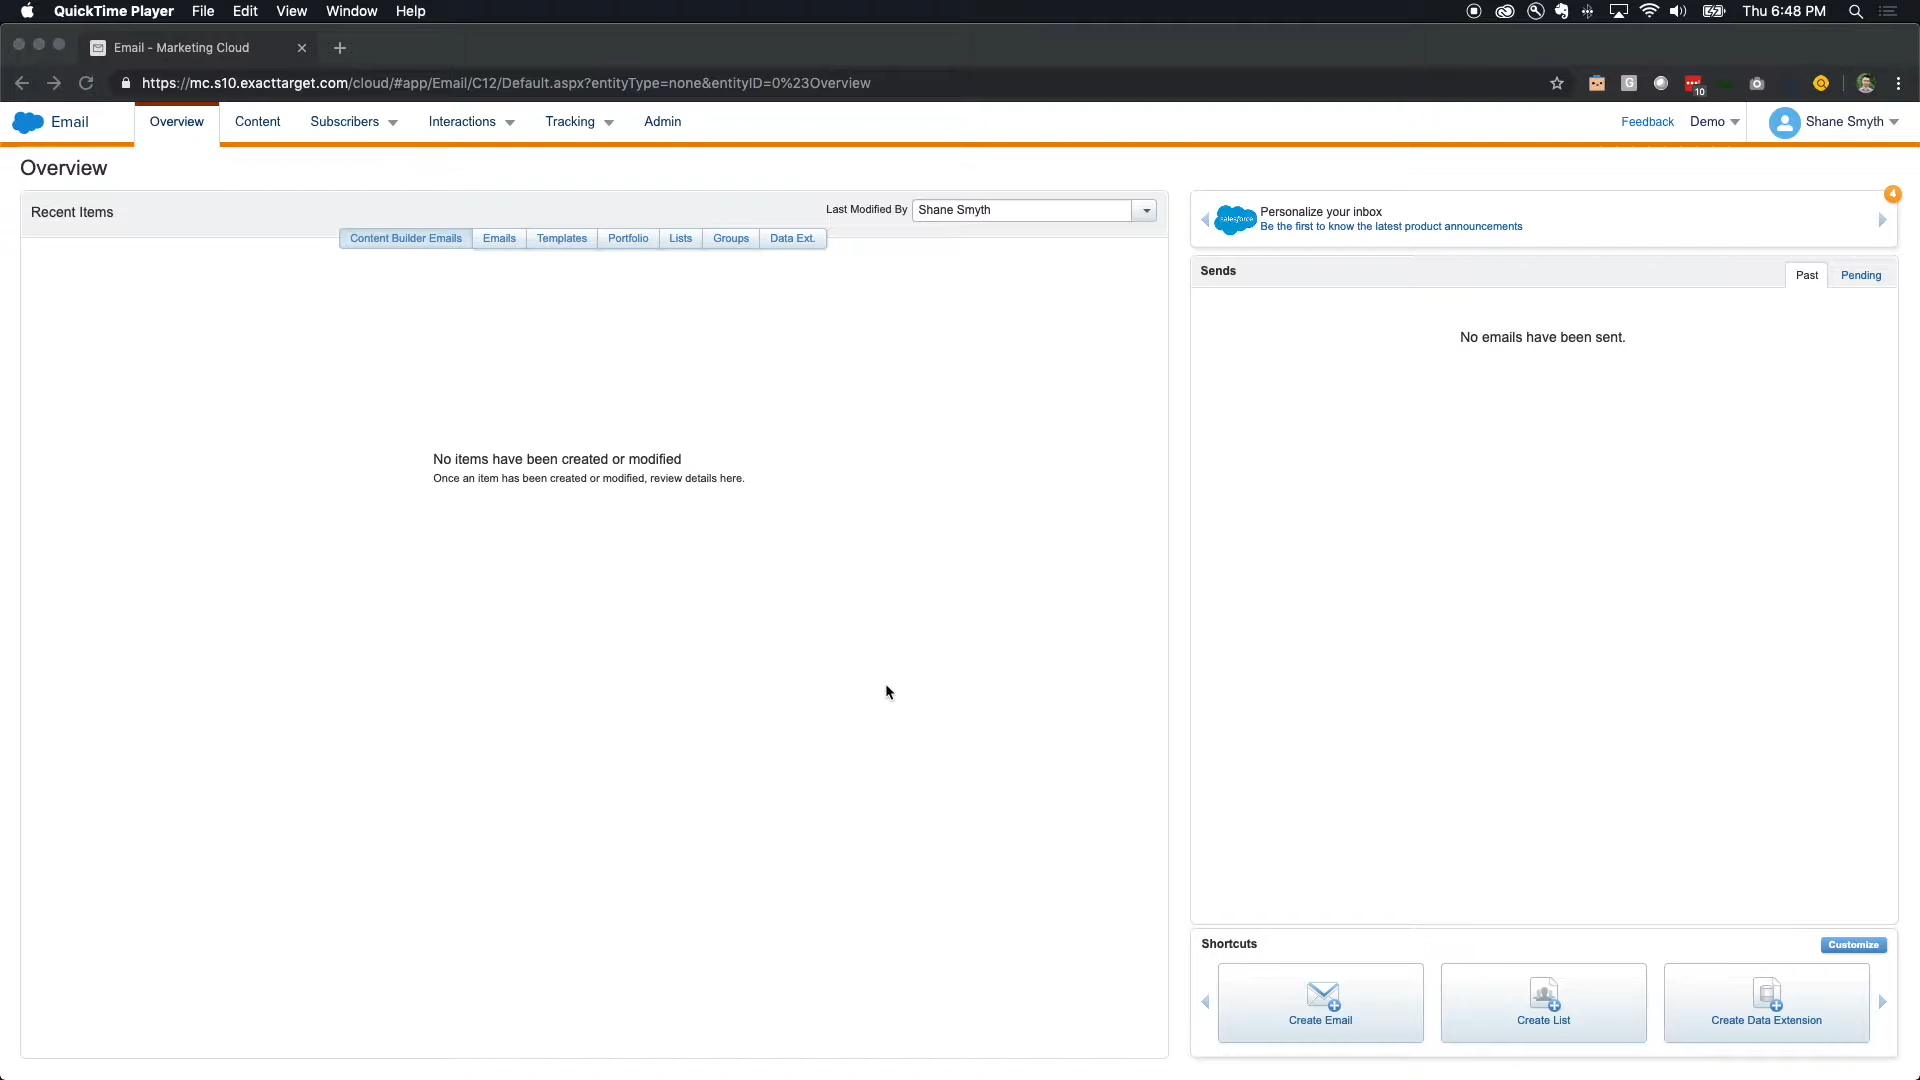 QuickTime Player File Edit View Window Help Thu 6:48 PM
Email - Marketing Cloud
https://mc.s10.exacttarget.com/cloud/#app/Email/C12/Default.aspx?entityType=none&entityID=0%23Overview
G
10
Email Overview Content Subscribers Interactions Tracking Admin Feedback Demo Shane Smyth
Overview
Recent Items Last Modified By Shane Smyth
Content Builder Emails Emails Templates Portfolio Lists Groups Data Ext.
No items have been created or modified
Once an item has been created or modified, review details here.
4
salesforce
Personalize your inbox
Be the first to know the latest product announcements
Sends Past Pending
No emails have been sent.
Shortcuts Customize
Create Email Create List Create Data Extension